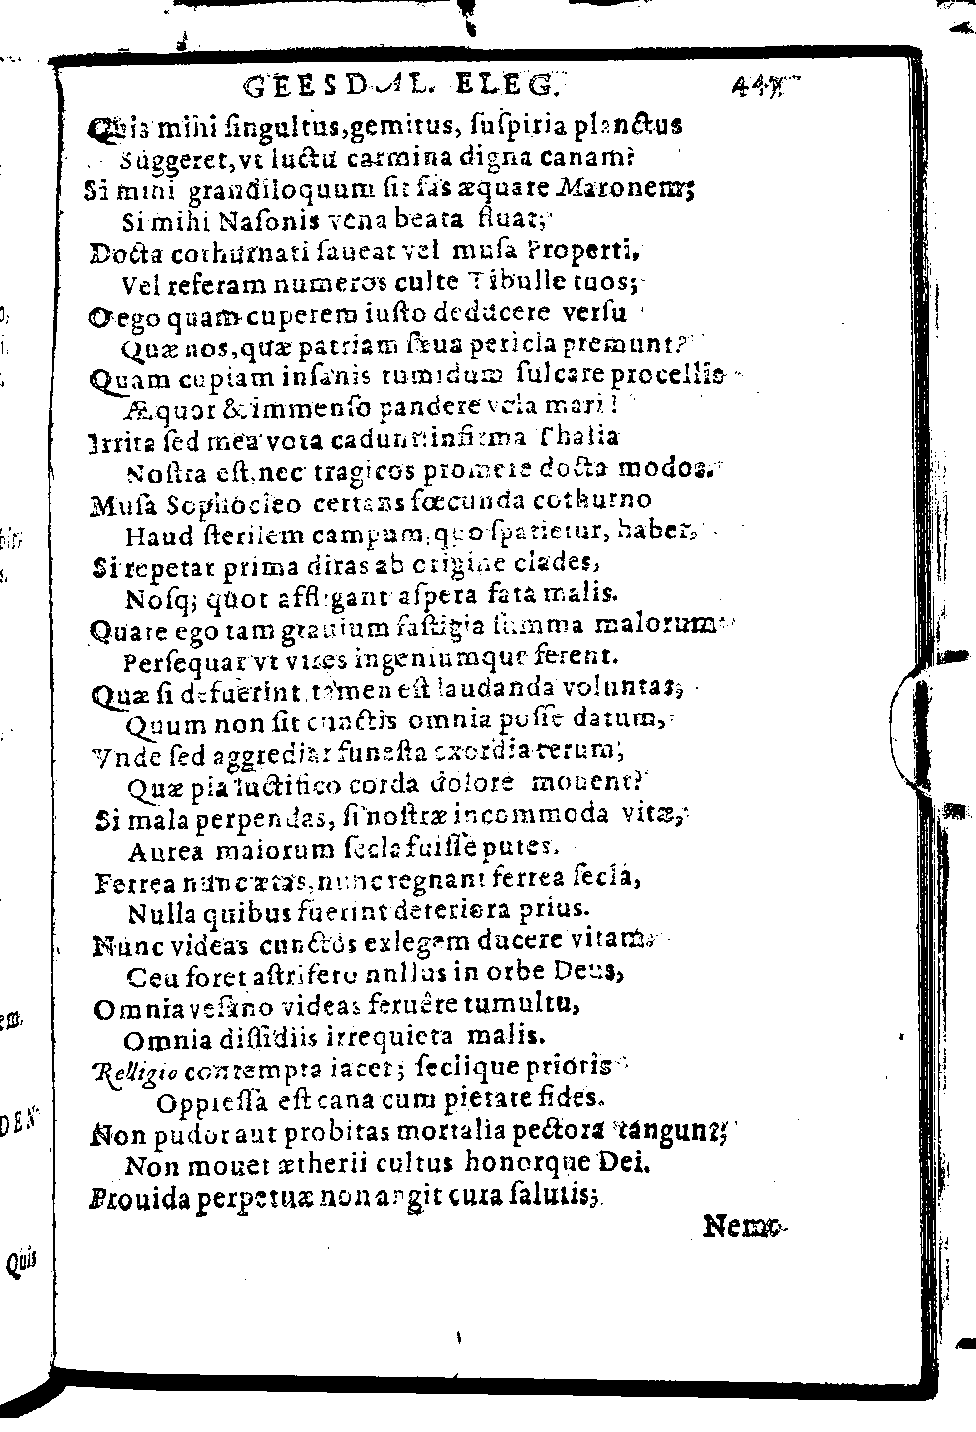 GEESDAL. ELEG. 447
Quis mihi ſingultus, gemitus, ſuſpiria planctus
Suggeret, vt luctu carmina digna canam?
Si mihi grandiloquum ſit fas æquare Maronem;
Si mihi Naſonis vena beata fluat;
Docta cothurnati faueat vel muſa Properti,
Vel referam numeros culte Tibulle tuos;
O ego quam cuperem iuſto deducere verſu
Quæ nos, quæ patriam ſæua pericla premunt?
Quam cupiam inſanis tumidum ſulcare procellis
Æquor & immenſo pandere vela mari!
Irrita ſed mea vota cadunt infirma Thalia
Noſtra eſt, nec tragicos promere docta modos.
Muſa Sophocleo certans fœcunda cothurno
Haud ſterilem campum, quo ſpatietur, habet,
Si repetat prima diras ab origine clades,
Noſq; quot affligant aſpera fata malis.
Quare ego tam grauium faſtigia ſumma malorum
Perſequar vt vires ingeniumque ferent.
Quæ ſi defuerint, tamen eſt laudanda voluntas;
Quum non ſit cunctis omnia poſſe datum,
Vnde ſed aggrediar funeſta exordia rerum;
Quæ pia luctifico corda dolore mouent?
Si mala perpendas, ſi noſtræ incommoda vitæ,
Aurea maiorum ſecla fuiſſe putes.
Ferrea nunc ætas, nunc regnant ferrea ſecla,
Nulla quibus fuerint deteriora prius.
Nunc videas cunctos exlegem ducere vitam,
Ceu foret aſtrifero nnllus in orbe Deus,
Omnia veſano videas feruêre tumultu,
Omnia diſſidiis irrequieta malis.
Relligio contempta iacet; ſeclique prioris
Oppreſſa eſt cana cum pietate fides.
Non pudor aut probitas mortalia pectora tangunt;
Non mouet ætherii cultus honorque Dei.
Prouida perpetuæ non angit cura ſalutis;
Nemo
DEN-
Quis